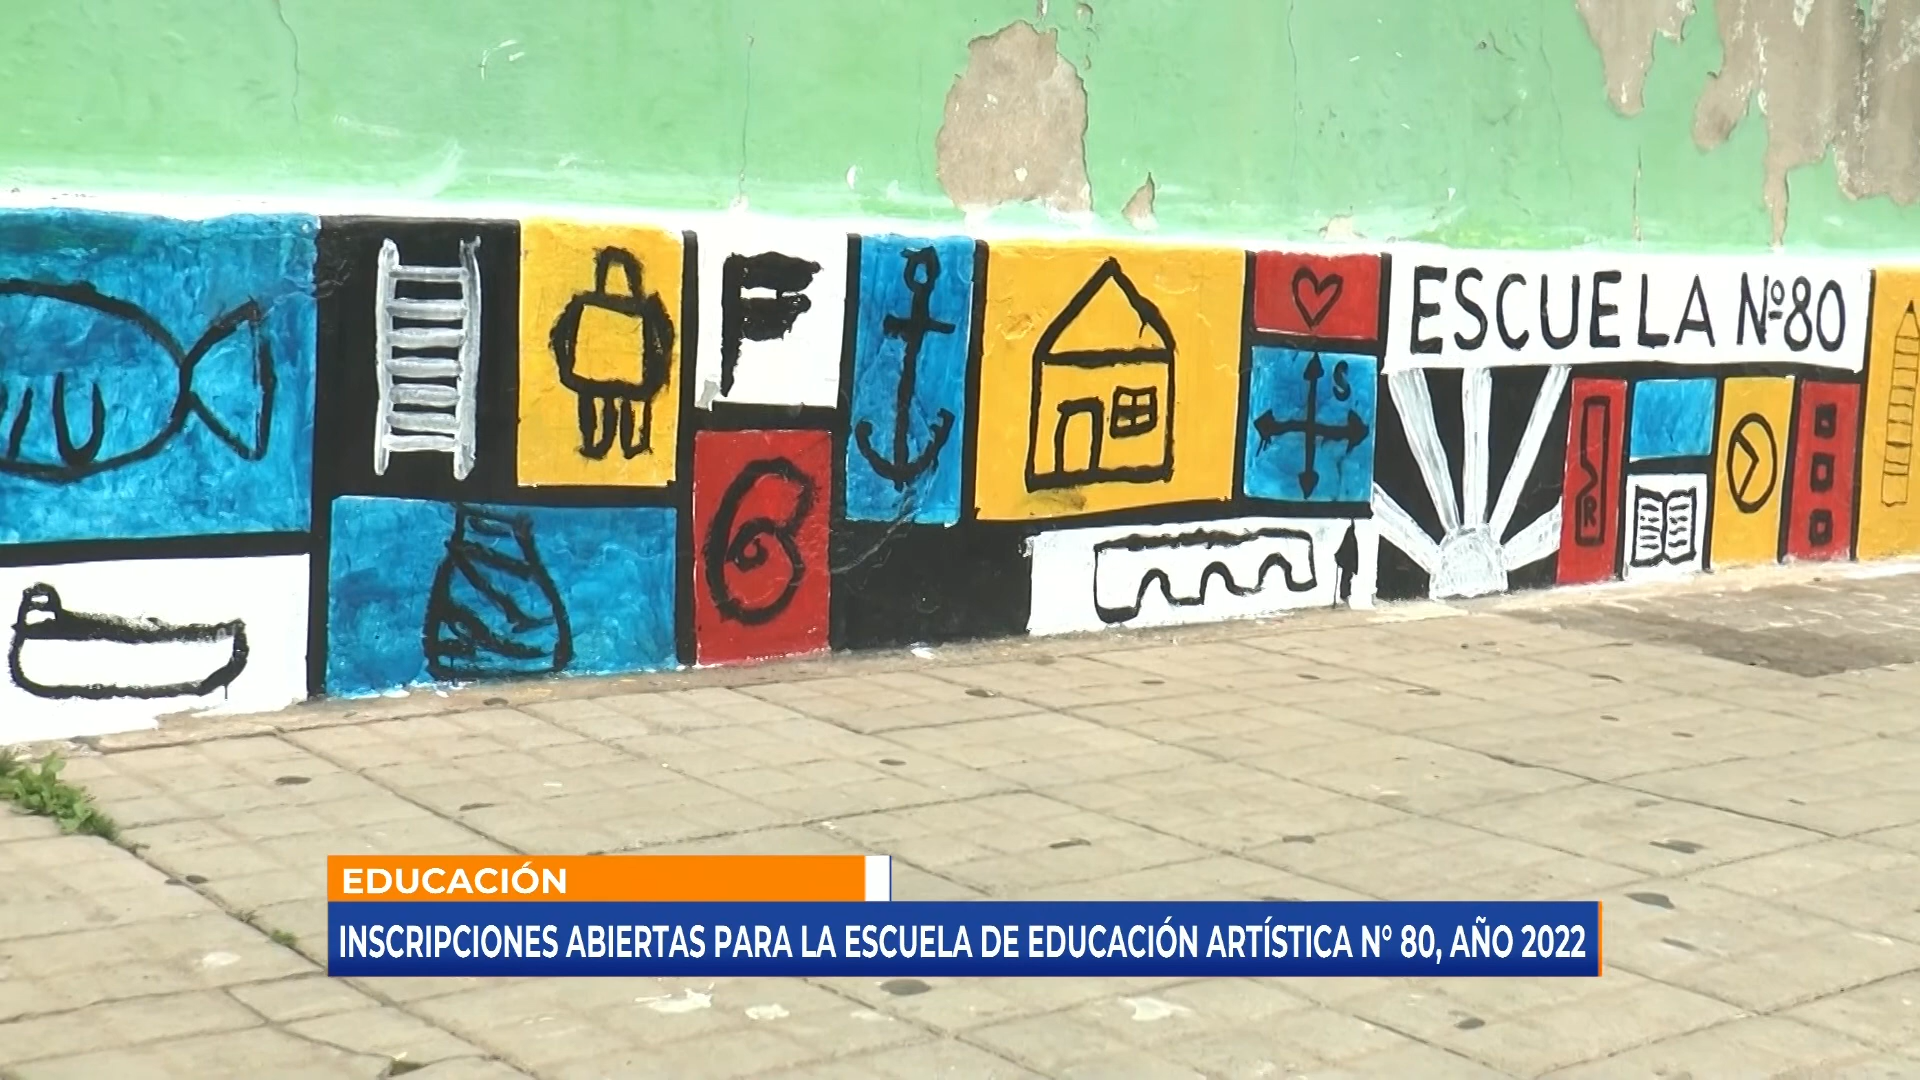 ESCUELA Nº80
S
R
EDUCACIÓN
INSCRIPCIONES ABIERTAS PARA LA ESCUELA DE EDUCACIÓN ARTÍSTICA N° 80, AÑO 2022